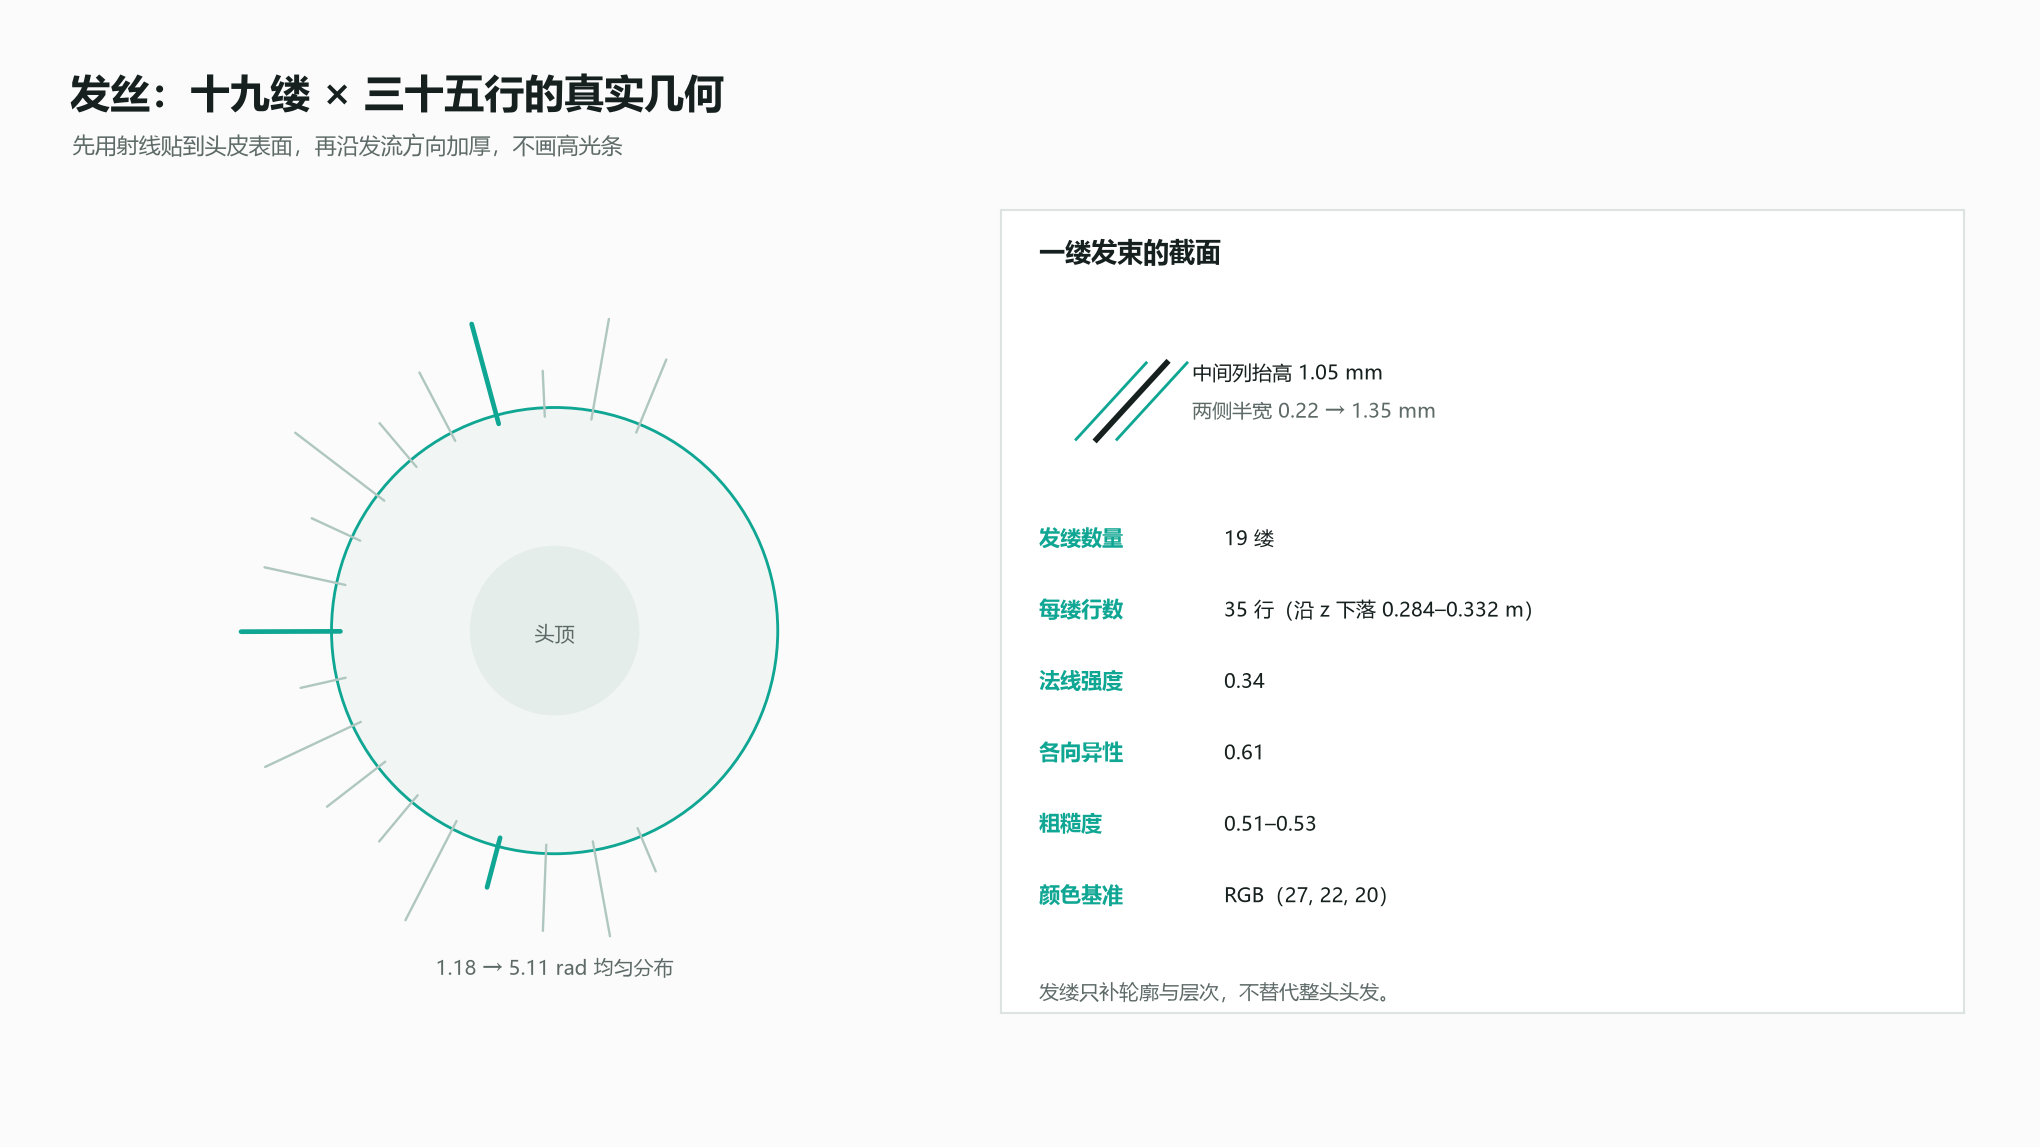 发丝：十九缕 × 三十五行的真实几何
先用射线贴到头皮表面，再沿发流方向加厚，不画高光条
头顶
1.18 → 5.11 rad 均匀分布
一缕发束的截面
中间列抬高 1.05 mm
两侧半宽 0.22 → 1.35 mm
发缕数量 19 缕
每缕行数 35 行（沿 z 下落 0.284–0.332 m）
法线强度 0.34
各向异性 0.61
粗糙度 0.51–0.53
颜色基准 RGB（27, 22, 20）
发缕只补轮廓与层次，不替代整头头发。